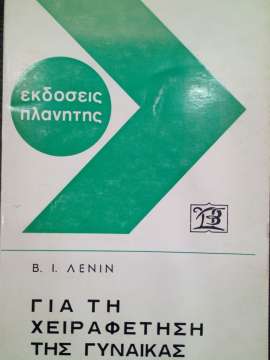 εκδοσεις
πλανητης
Β. Ι. ΛΕΝΙΝ
ΓΙΑ ΤΗ
ΧΕΙΡΑΦΕΤΗΣΗ
ΤΗΣ ΓΥΝΑΙΚΑΣ